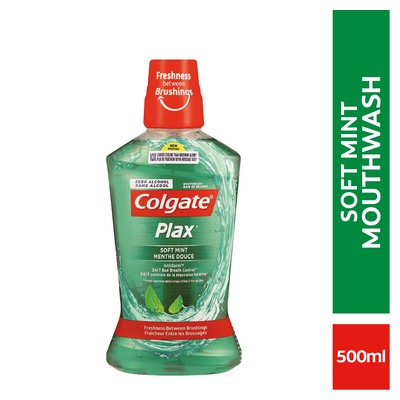 Freshness
between
Brushings
ZERO ALCOHOL
SANS ALCOOL
Colgate
Plax
SOFT MINT
MENTHE DOUCE
24/7 Bad Breath Control
Freshness Between Brushings
Fraîcheur Entre les Brossages
SOFT MINT
MOUTHWASH
500ml